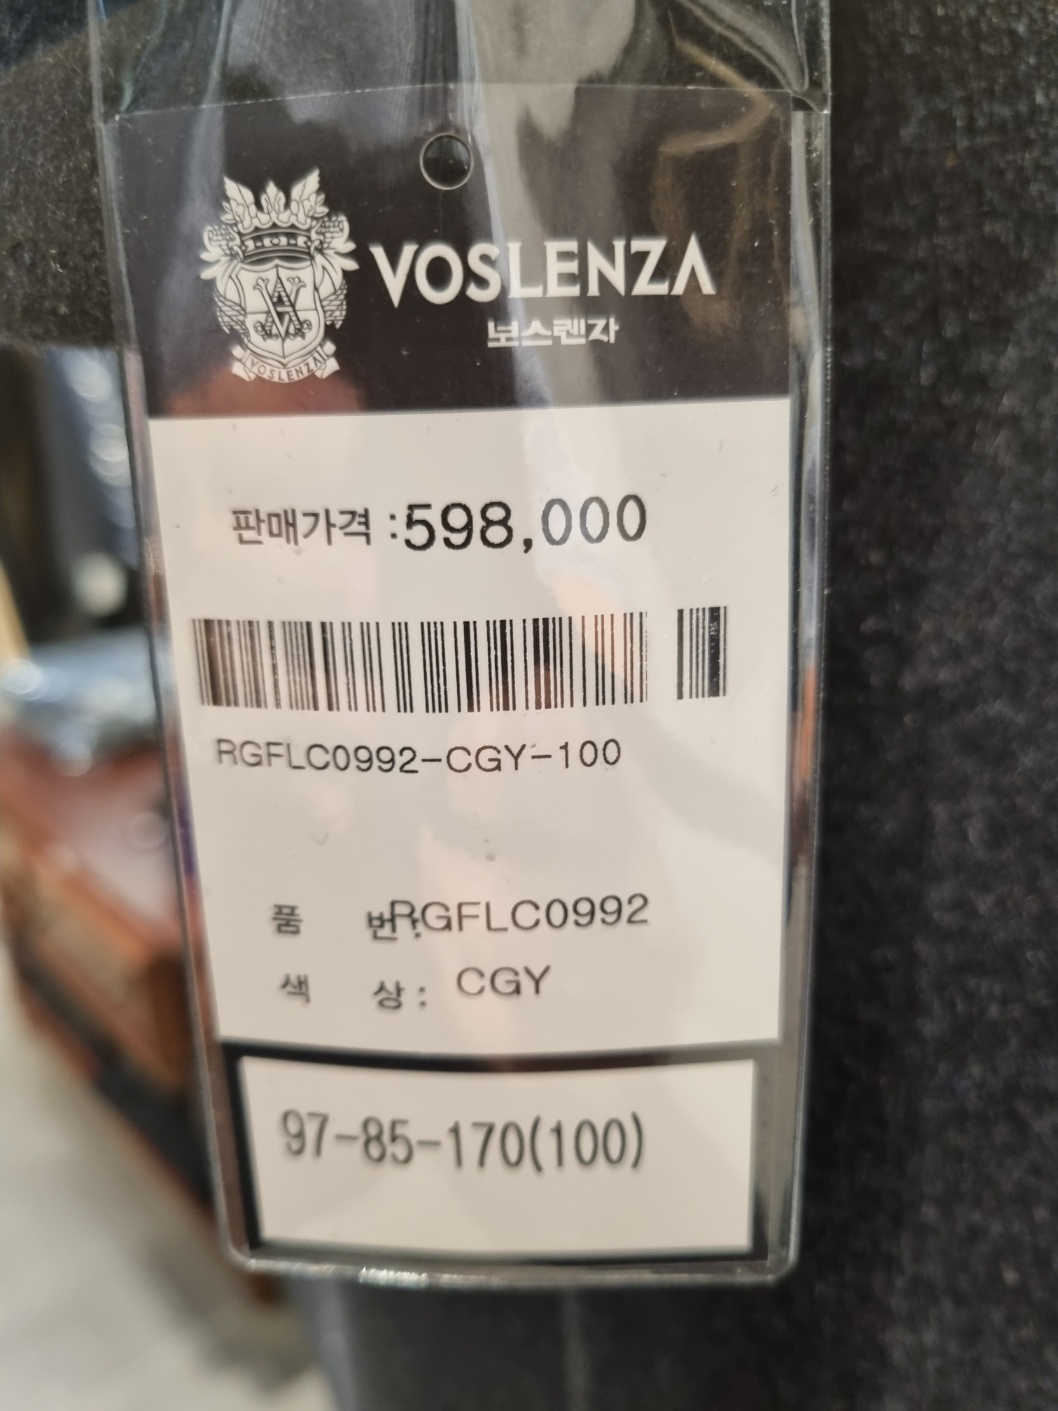 VOSLENZA
보스렌자
VOSLENZA
판매가격 :598,000
RGFLC0992-CGY-100
품 번:RGFLC0992
색 상: CGY
97-85-170(100)